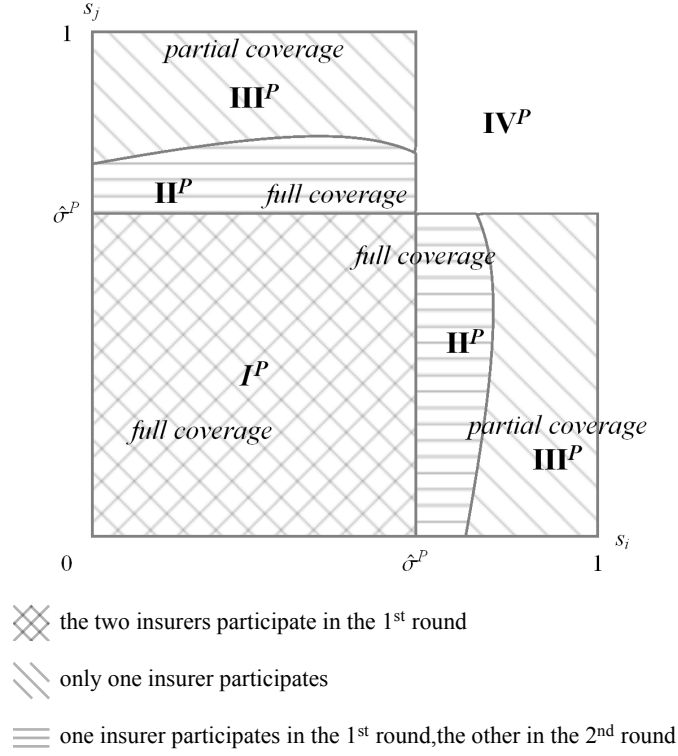 s_j
1
partial coverage
III^P
IV^P
II^P
full coverage
σ̂^P
full coverage
II^P
I^P
full coverage
partial coverage
III^P
s_i
0
σ̂^P
1
the two insurers participate in the 1st round
only one insurer participates
one insurer participates in the 1st round,the other in the 2nd round